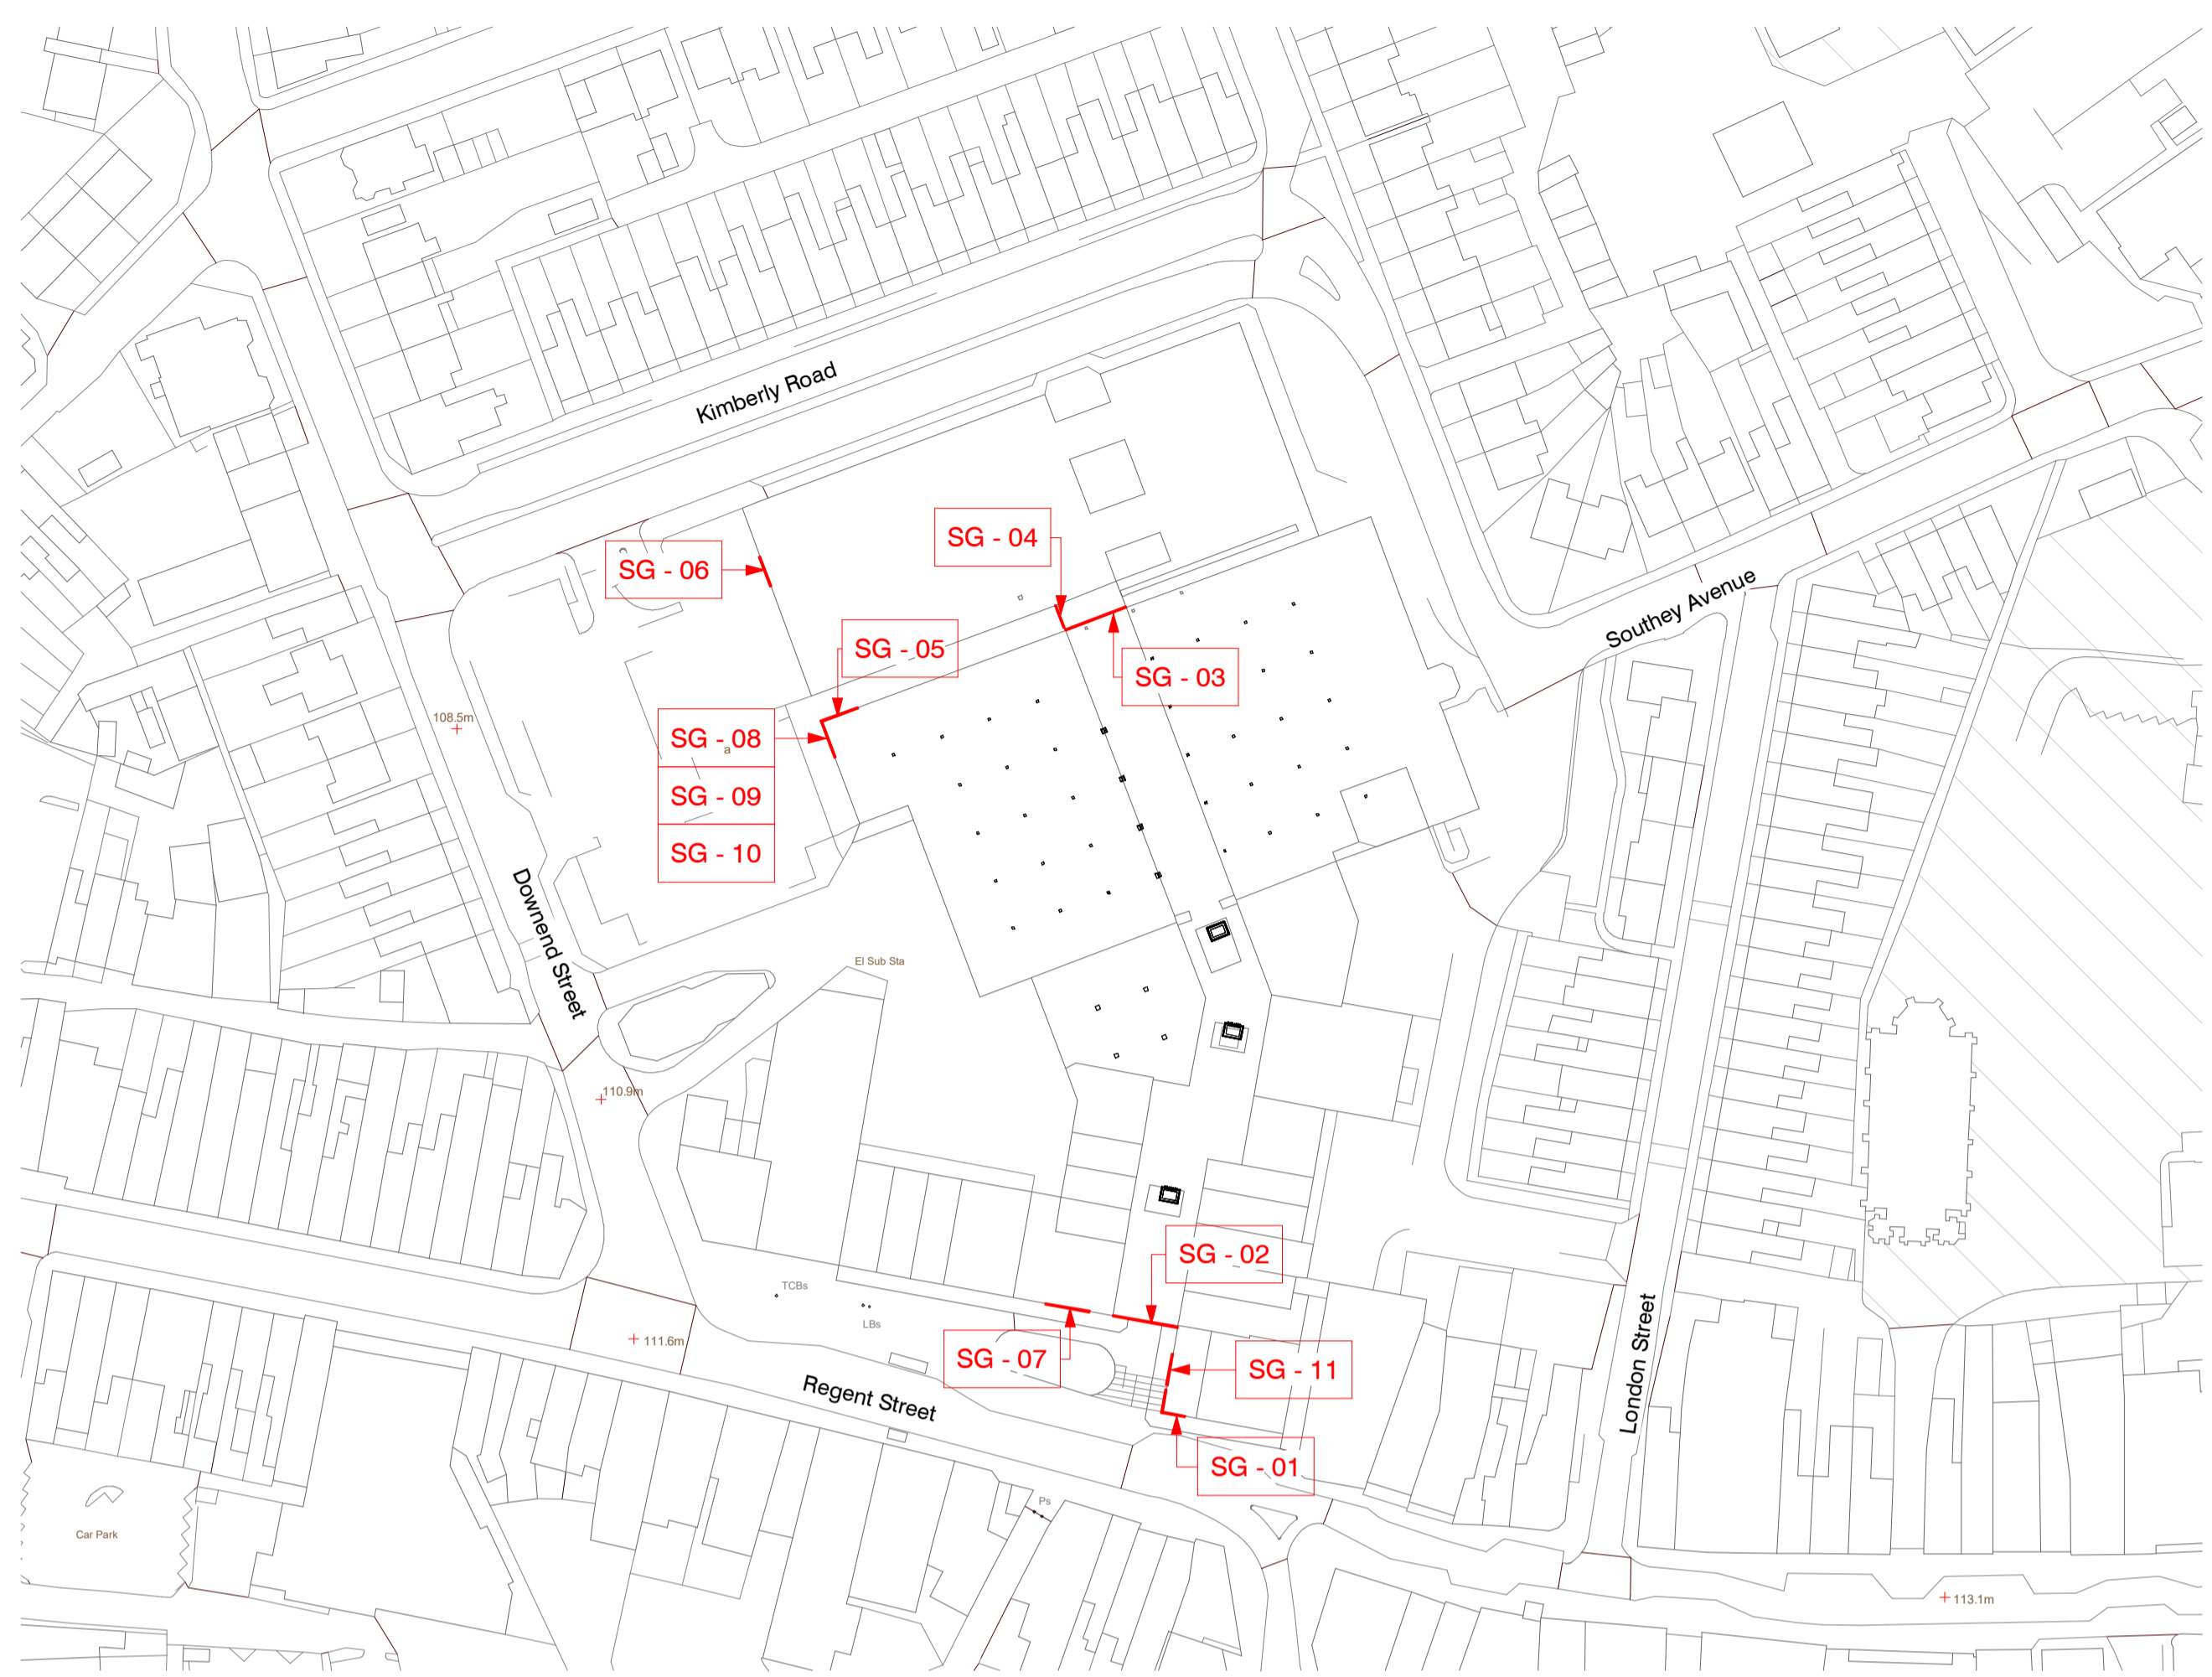 Kimberly Road
SG - 04
SG - 06
Southey Avenue
SG - 05
SG - 03
108.5m
SG - 08
a
SG - 09
SG - 10
Downend Street
El Sub Sta
110.9m
SG - 02
TCBs
LBs
111.6m
SG - 07
SG - 11
London Street
Regent Street
SG - 01
Ps
Car Park
113.1m